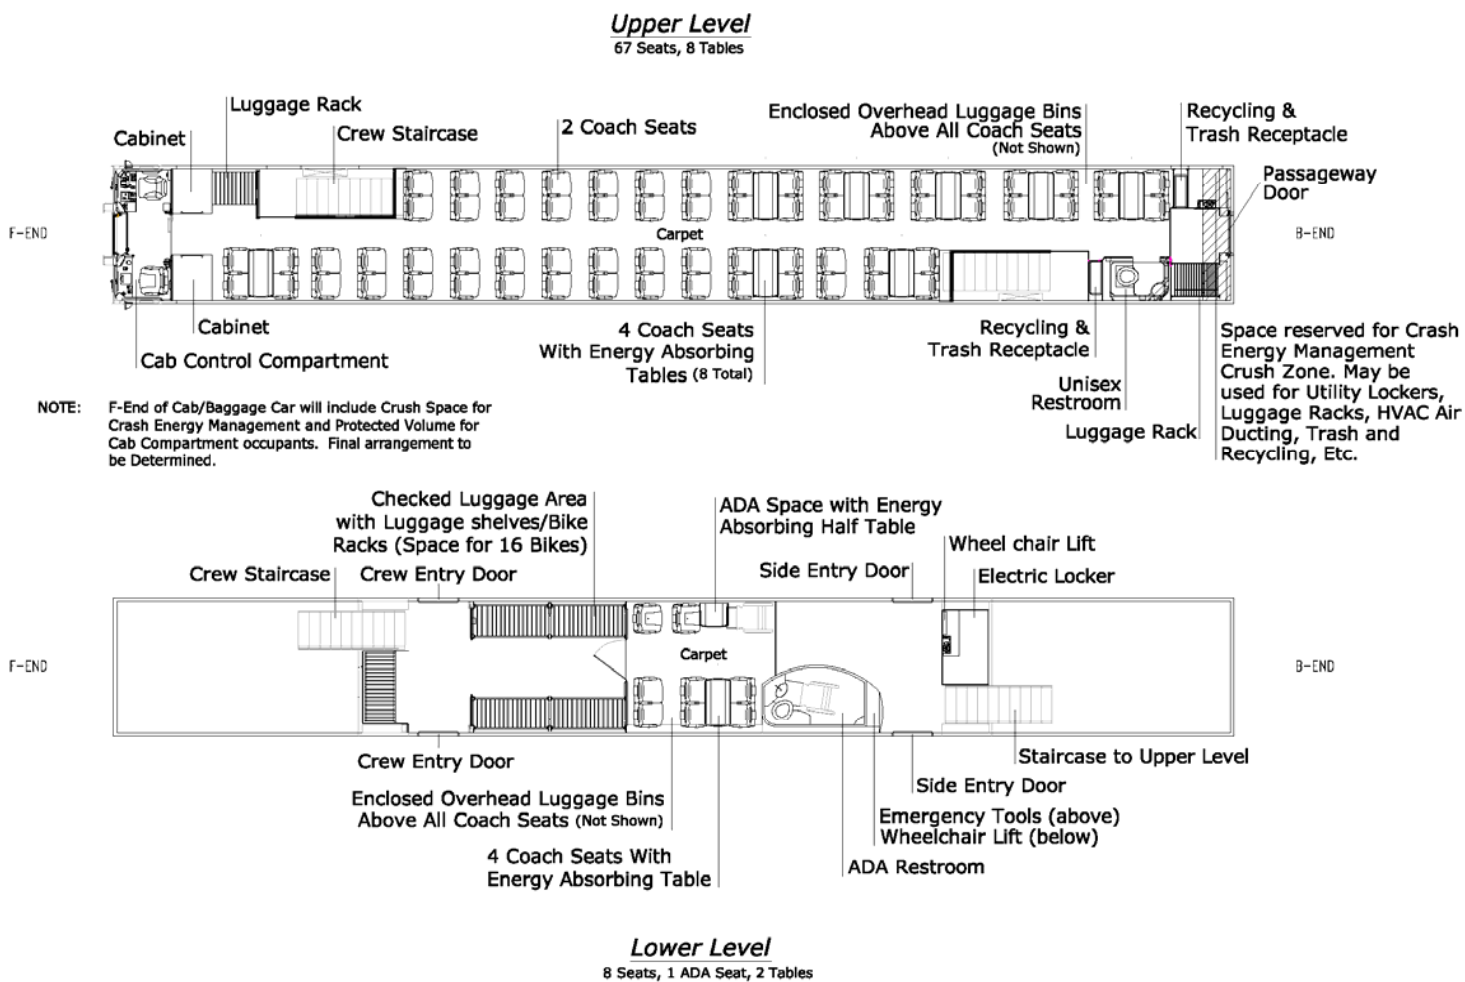 Upper Level
67 Seats, 8 Tables
Luggage Rack
Cabinet
Crew Staircase
2 Coach Seats
Enclosed Overhead Luggage Bins
Above All Coach Seats
(Not Shown)
Recycling &
Trash Receptacle
Passageway
Door
F-END
Carpet
B-END
Cabinet
Cab Control Compartment
4 Coach Seats
With Energy Absorbing
Tables (8 Total)
Recycling &
Trash Receptacle
Unisex
Restroom
Luggage Rack
Space reserved for Crash
Energy Management
Crush Zone. May be
used for Utility Lockers,
Luggage Racks, HVAC Air
Ducting, Trash and
Recycling, Etc.
NOTE: F-End of Cab/Baggage Car will include Crush Space for
Crash Energy Management and Protected Volume for
Cab Compartment occupants. Final arrangement to
be Determined.
Checked Luggage Area
with Luggage shelves/Bike
Racks (Space for 16 Bikes)
ADA Space with Energy
Absorbing Half Table
Crew Staircase
Crew Entry Door
Side Entry Door
Wheel chair Lift
Electric Locker
F-END
Carpet
B-END
Crew Entry Door
Enclosed Overhead Luggage Bins
Above All Coach Seats (Not Shown)
4 Coach Seats With
Energy Absorbing Table
Staircase to Upper Level
Side Entry Door
Emergency Tools (above)
Wheelchair Lift (below)
ADA Restroom
Lower Level
8 Seats, 1 ADA Seat, 2 Tables